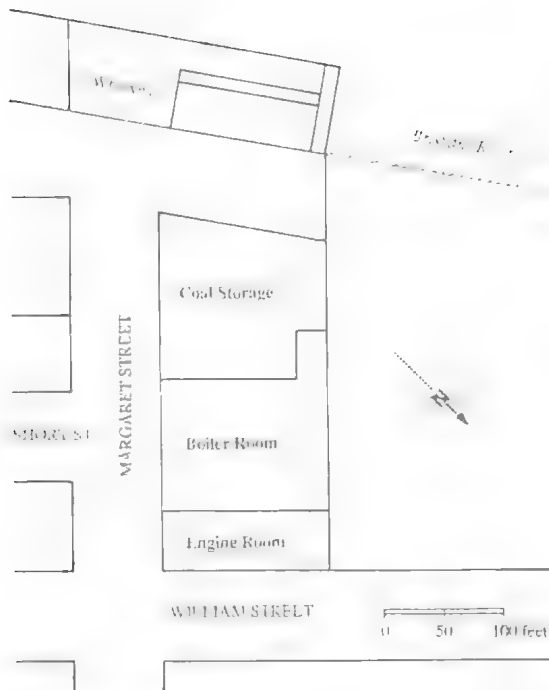 Coal Storage
MARGARET STREET
Boiler Room
N
Engine Room
WILLIAM STREET
0 50 100 feet